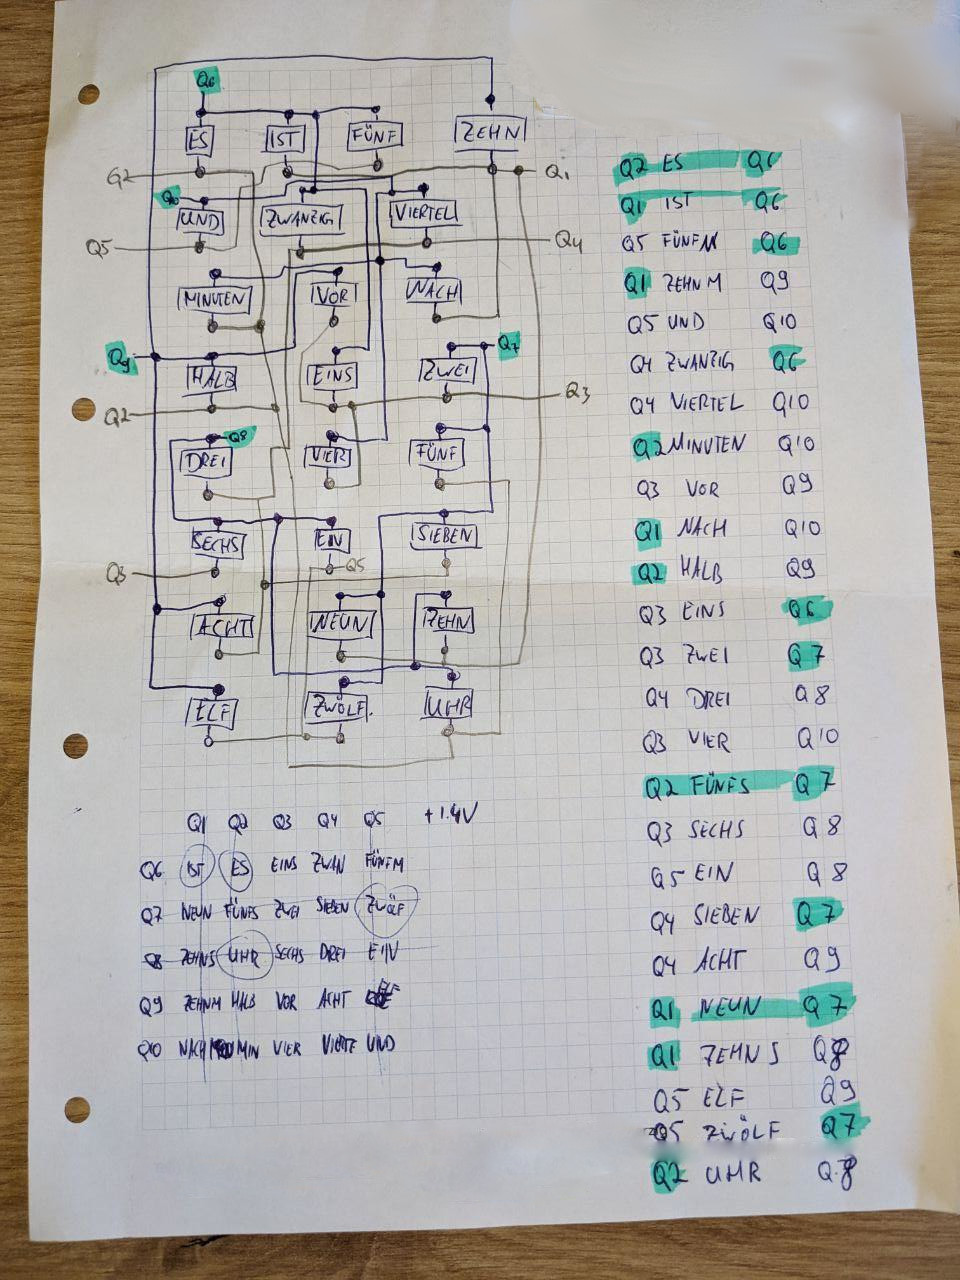 Q6
ES IST FÜNF ZEHN
Q2 Q1
Q10
UND ZWANZIG VIERTEL
Q5 Q4
MINUTEN VOR NACH
Q9 Q7
HALB EINS ZWEI
Q2 Q3
Q8
DREI VIER FÜNF
SECHS EIN SIEBEN
Q3 Q5
ACHT NEUN ZEHN
ELF ZWÖLF. UHR
Q1 Q2 Q3 Q4 Q5 +1.4V
Q6 IST ES EINS ZWAN FÜNFM
Q7 NEUN FÜNFS ZWEI SIEBEN ZWÖLF
Q8 ZEHNS UHR SECHS DREI EIN
Q9 ZEHNM HALB VOR ACHT ELF
Q10 NACH MIN VIER VIERTE UND
Q2 ES Q6
Q1 IST Q6
Q5 FÜNFM Q6
Q1 ZEHN M Q9
Q5 UND Q10
Q4 ZWANZIG Q6
Q4 VIERTEL Q10
Q2 MINUTEN Q10
Q3 VOR Q9
Q1 NACH Q10
Q2 HALB Q9
Q3 EINS Q6
Q3 ZWEI Q7
Q4 DREI Q8
Q3 VIER Q10
Q2 FÜNFS Q7
Q3 SECHS Q8
Q5 EIN Q8
Q4 SIEBEN Q7
Q4 ACHT Q9
Q1 NEUN Q7
Q1 ZEHN S Q8
Q5 ELF Q9
Q5 ZWÖLF Q7
Q2 UHR Q8